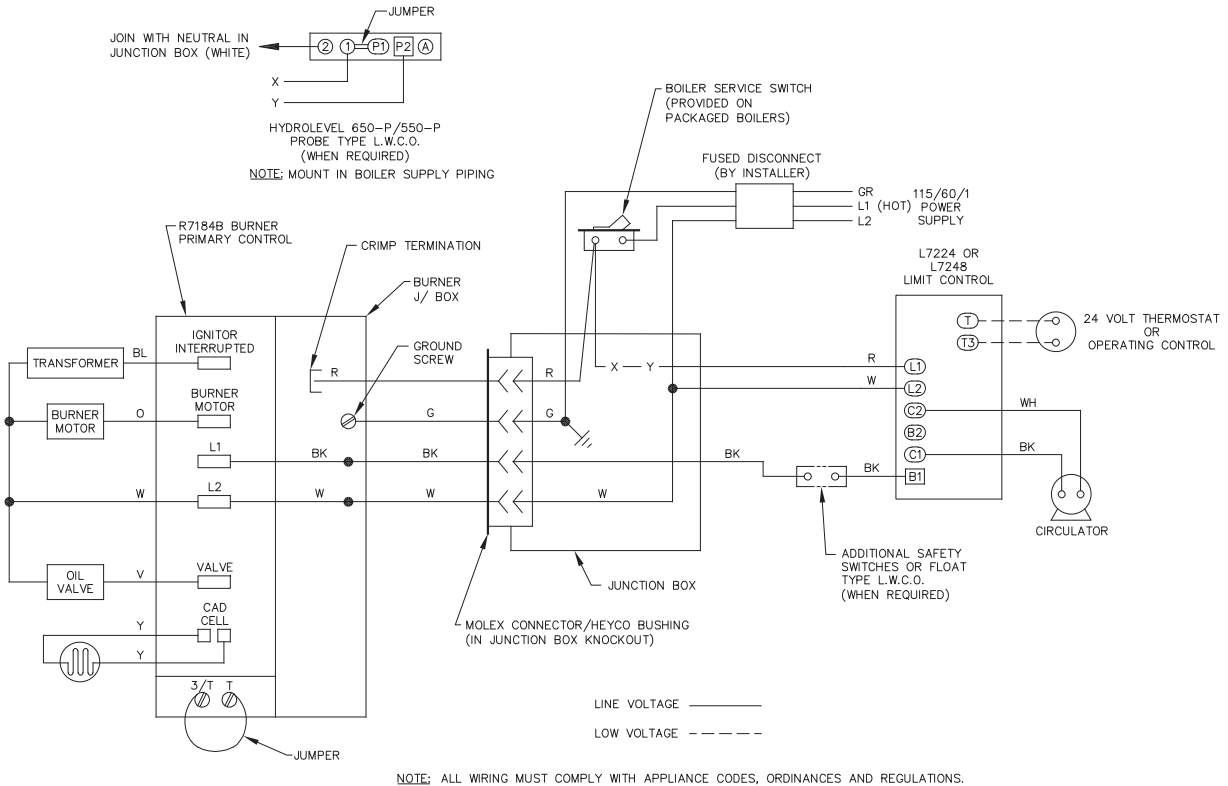 JUMPER
JOIN WITH NEUTRAL IN
JUNCTION BOX (WHITE)
2 1 P1 P2 A
X
Y
HYDROLEVEL 650-P/550-P
PROBE TYPE L.W.C.O.
(WHEN REQUIRED)
NOTE: MOUNT IN BOILER SUPPLY PIPING
BOILER SERVICE SWITCH
(PROVIDED ON
PACKAGED BOILERS)
FUSED DISCONNECT
(BY INSTALLER)
GR
L1 (HOT)
L2
115/60/1
POWER
SUPPLY
R7184B BURNER
PRIMARY CONTROL
CRIMP TERMINATION
BURNER
J/ BOX
GROUND
SCREW
L7224 OR
L7248
LIMIT CONTROL
T
T3
24 VOLT THERMOSTAT
OR
OPERATING CONTROL
IGNITOR
INTERRUPTED
TRANSFORMER
BL
BURNER
MOTOR
BURNER
MOTOR
O
L1
L2
W
OIL
VALVE
V
VALVE
CAD
CELL
Y
Y
3/T T
JUMPER
R
G
BK
BK
W
W
R
G
X
Y
BK
W
R
W
L1
L2
C2
B2
C1
B1
WH
BK
BK
CIRCULATOR
ADDITIONAL SAFETY
SWITCHES OR FLOAT
TYPE L.W.C.O.
(WHEN REQUIRED)
JUNCTION BOX
MOLEX CONNECTOR/HEYCO BUSHING
(IN JUNCTION BOX KNOCKOUT)
LINE VOLTAGE
LOW VOLTAGE
NOTE: ALL WIRING MUST COMPLY WITH APPLIANCE CODES, ORDINANCES AND REGULATIONS.